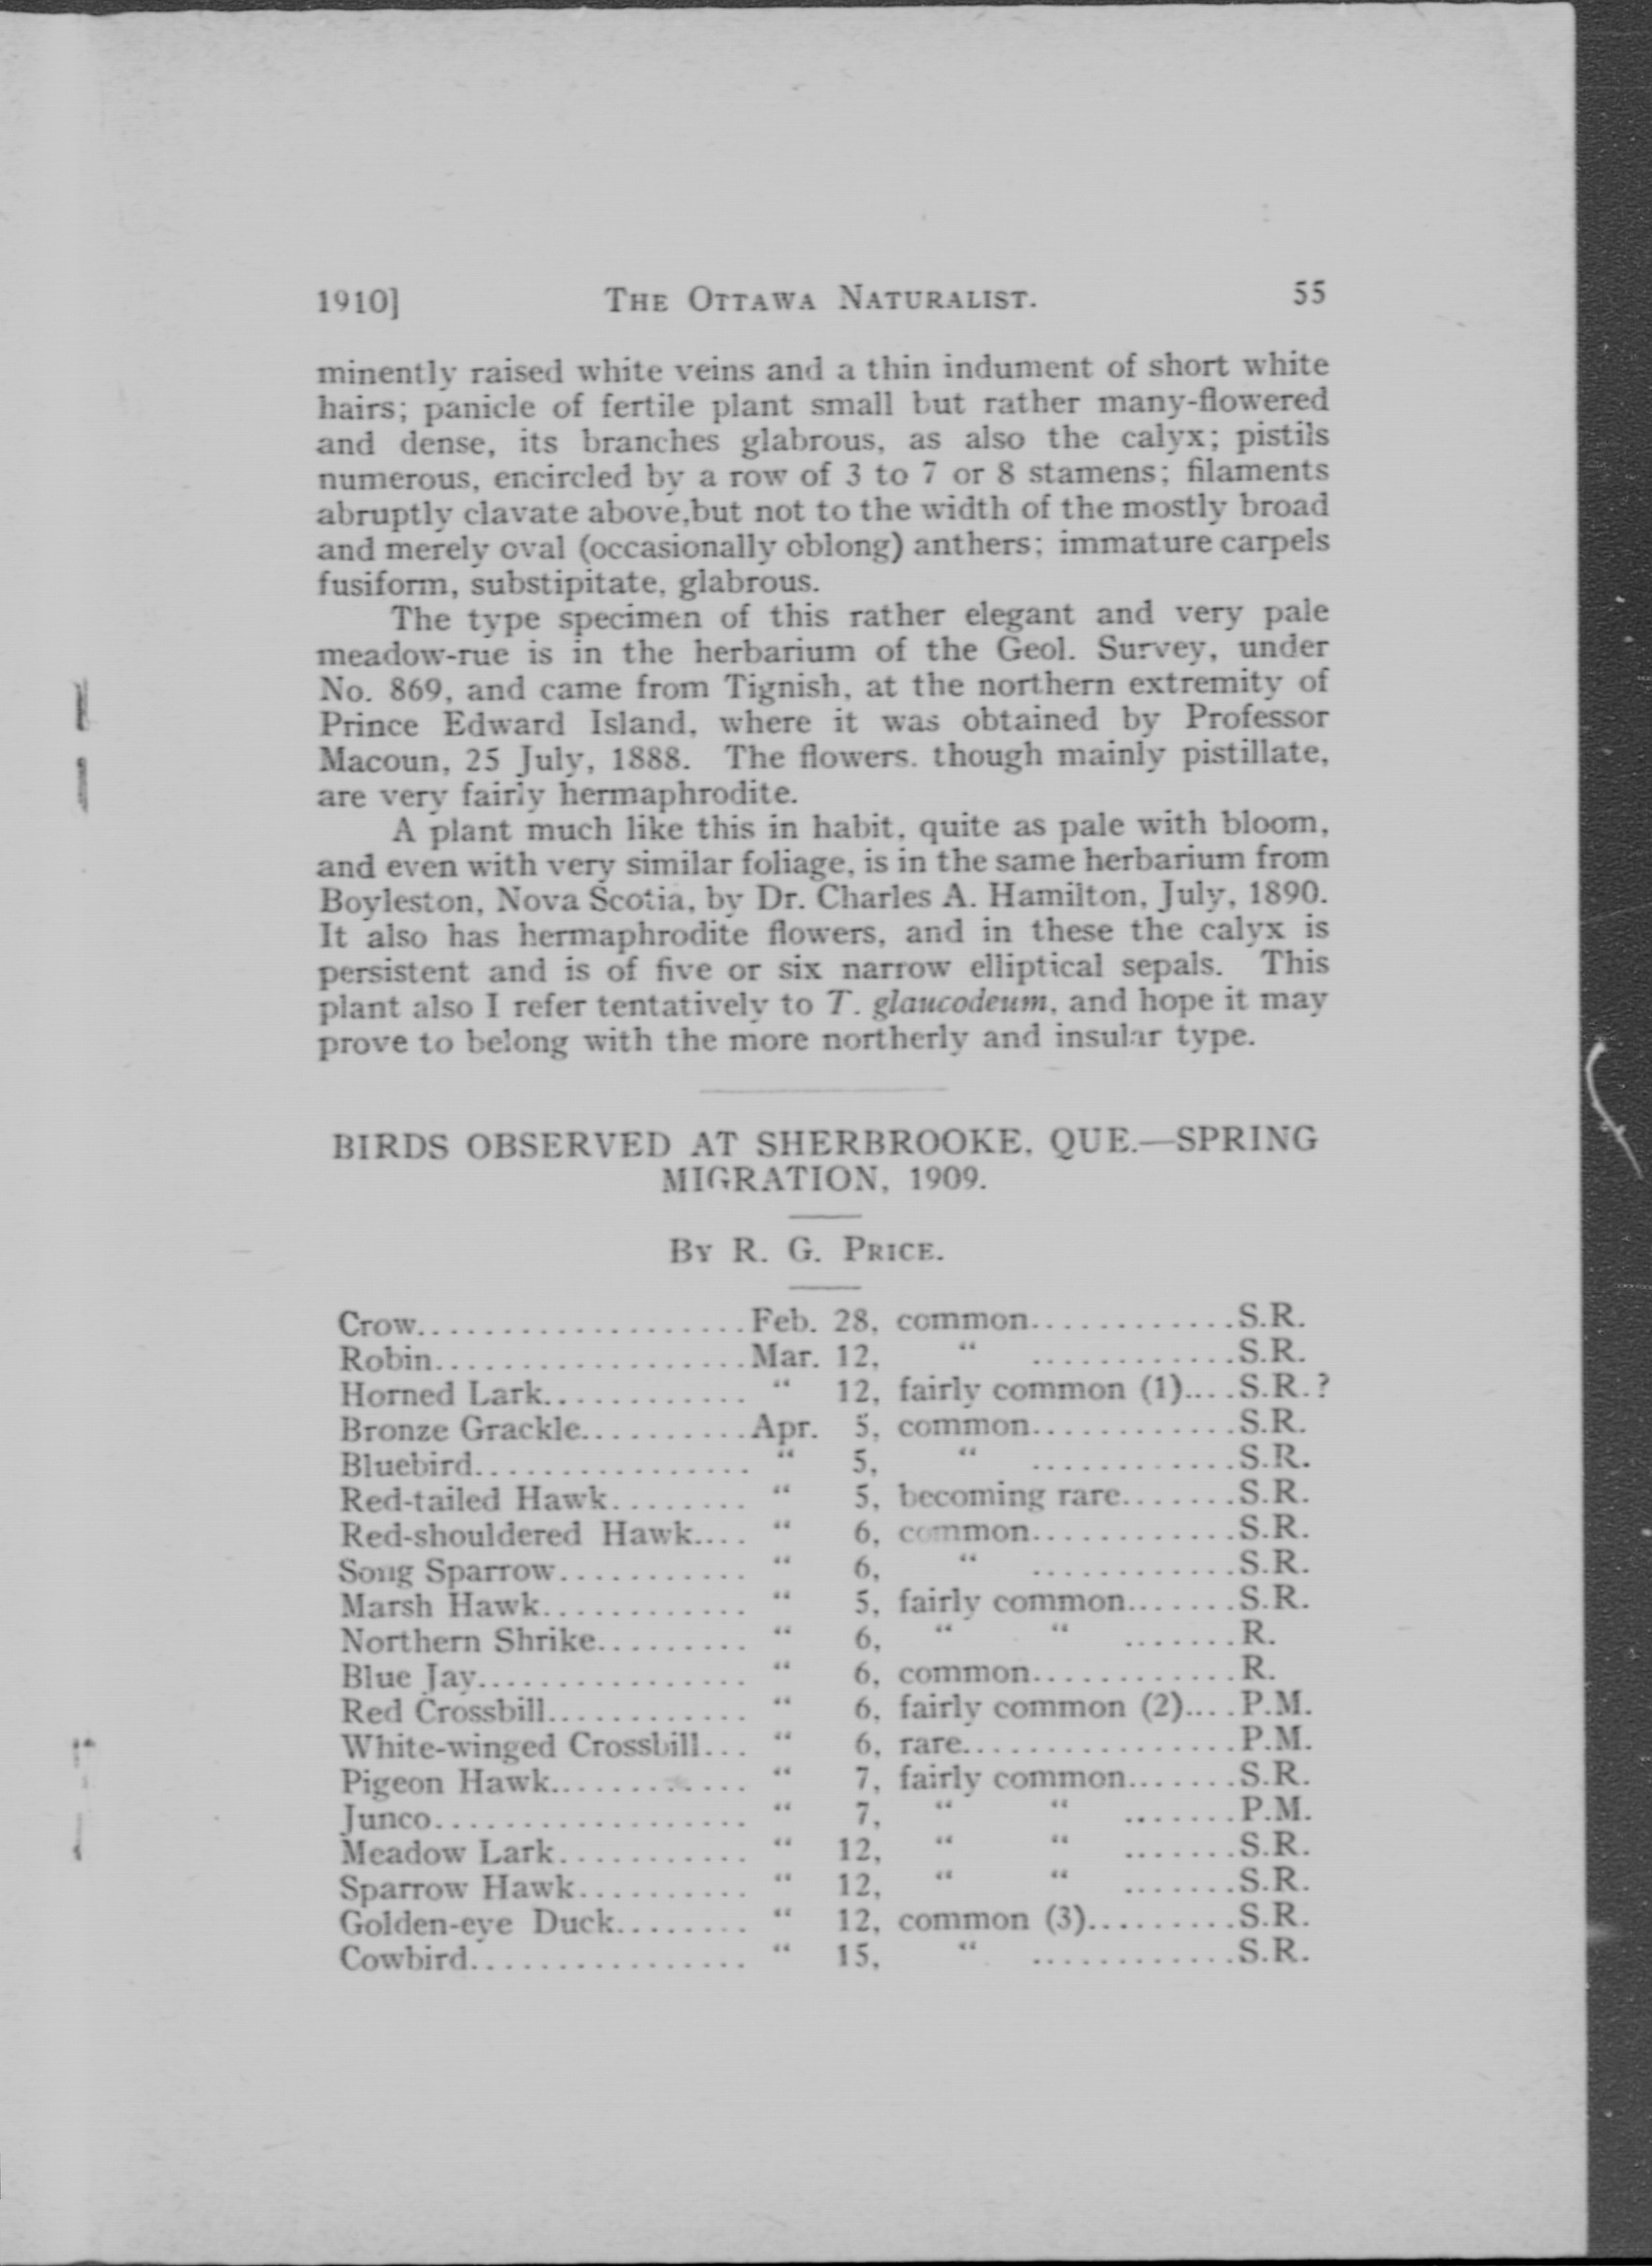 1910] THE OTTAWA NATURALIST. 55
minently raised white veins and a thin indument of short white
hairs; panicle of fertile plant small but rather many-flowered
and dense, its branches glabrous, as also the calyx; pistils
numerous, encircled by a row of 3 to 7 or 8 stamens; filaments
abruptly clavate above,but not to the width of the mostly broad
and merely oval (occasionally oblong) anthers; immature carpels
fusiform, substipitate, glabrous.
The type specimen of this rather elegant and very pale
meadow-rue is in the herbarium of the Geol. Survey, under
No. 869, and came from Tignish, at the northern extremity of
Prince Edward Island, where it was obtained by Professor
Macoun, 25 July, 1888. The flowers. though mainly pistillate,
are very fairly hermaphrodite.
A plant much like this in habit, quite as pale with bloom,
and even with very similar foliage, is in the same herbarium from
Boyleston, Nova Scotia, by Dr. Charles A. Hamilton, July, 1890.
It also has hermaphrodite flowers, and in these the calyx is
persistent and is of five or six narrow elliptical sepals. This
plant also I refer tentatively to T. glaucodeum, and hope it may
prove to belong with the more northerly and insular type.
BIRDS OBSERVED AT SHERBROOKE, QUE.—SPRING
MIGRATION, 1909.
BY R. G. PRICE.
Crow.................... Feb. 28, common............ S.R.
Robin................... Mar. 12, “ ............ S.R.
Horned Lark............ “ 12, fairly common (1).... S.R.?
Bronze Grackle.......... Apr. 5, common............ S.R.
Bluebird................ “ 5, “ ............ S.R.
Red-tailed Hawk........ “ 5, becoming rare....... S.R.
Red-shouldered Hawk.... “ 6, common............ S.R.
Song Sparrow........... “ 6, “ ............ S.R.
Marsh Hawk............ “ 5, fairly common....... S.R.
Northern Shrike......... “ 6, “ “ ....... R.
Blue Jay................ “ 6, common............ R.
Red Crossbill............ “ 6, fairly common (2).... P.M.
White-winged Crossbill... “ 6, rare................ P.M.
Pigeon Hawk............ “ 7, fairly common....... S.R.
Junco................... “ 7, “ “ ....... P.M.
Meadow Lark........... “ 12, “ “ ....... S.R.
Sparrow Hawk.......... “ 12, “ “ ....... S.R.
Golden-eye Duck........ “ 12, common (3)......... S.R.
Cowbird................ “ 15, “ ............ S.R.